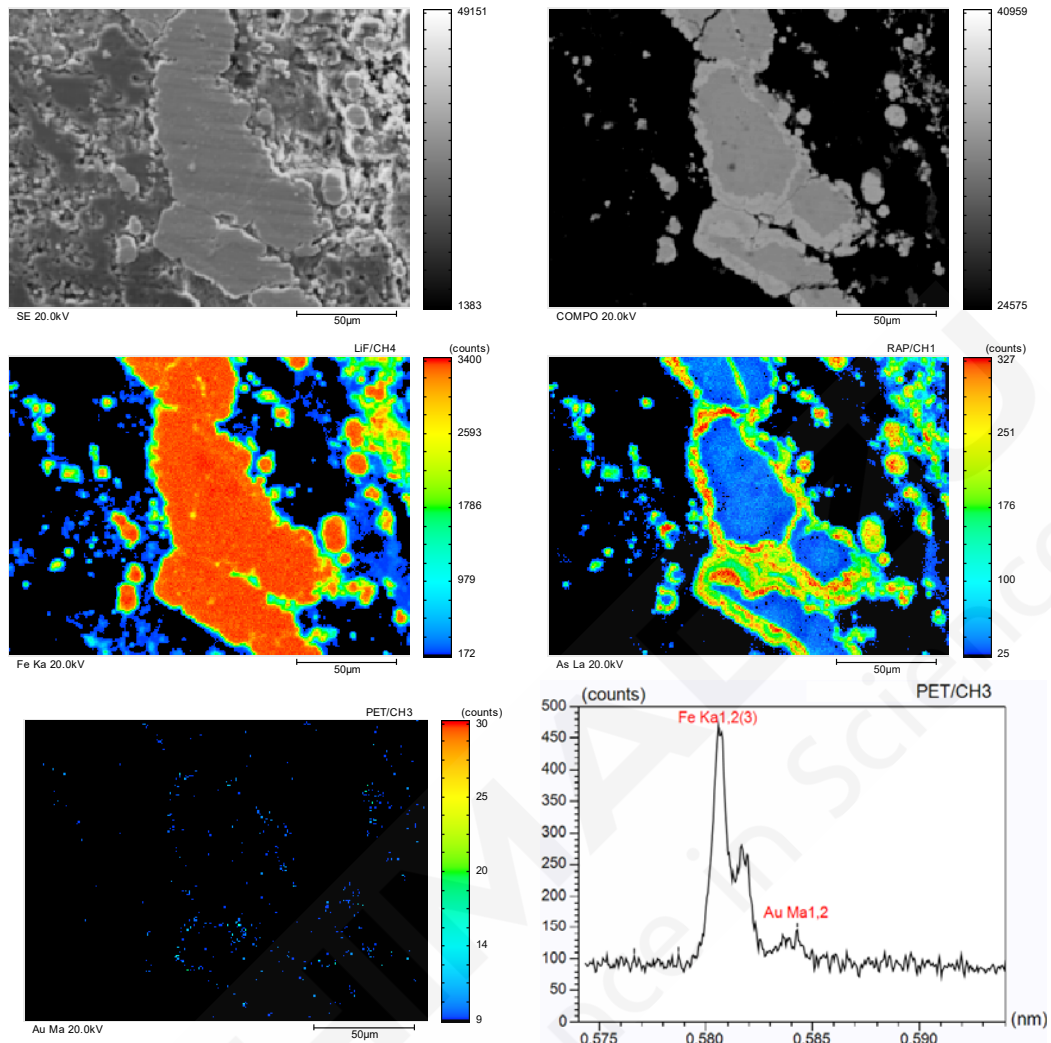 49151
1383
SE 20.0kV
50µm
40959
24575
COMPO 20.0kV
50µm
LiF/CH4
(counts)
3400
2593
1786
979
172
Fe Ka 20.0kV
50µm
RAP/CH1
(counts)
327
251
176
100
25
As La 20.0kV
50µm
PET/CH3
(counts)
30
25
20
14
9
Au Ma 20.0kV
50µm
(counts)
PET/CH3
500
450
400
350
300
250
200
150
100
50
0
Fe Ka1,2(3)
Au Ma1,2
0.575
0.580
0.585
0.590
(nm)